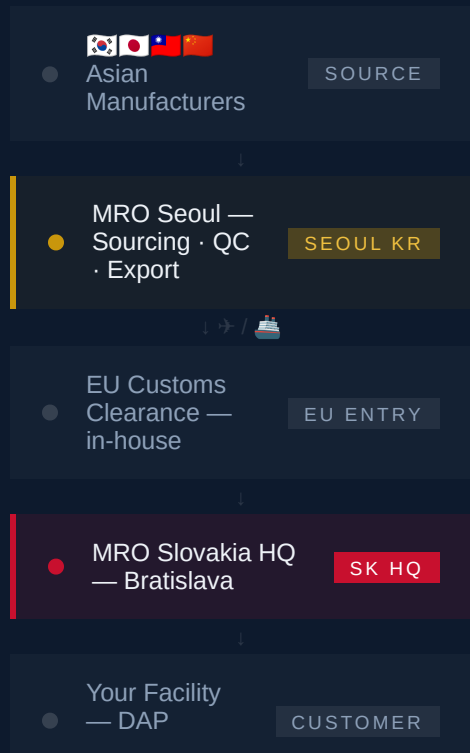 🇰🇷🇯🇵🇹🇼🇨🇳
Asian
Manufacturers
SOURCE
↓
MRO Seoul —
Sourcing · QC
· Export
SEOUL KR
↓ ✈ / 🚢
EU Customs
Clearance —
in-house
EU ENTRY
↓
MRO Slovakia HQ
— Bratislava
SK HQ
↓
Your Facility
— DAP
CUSTOMER